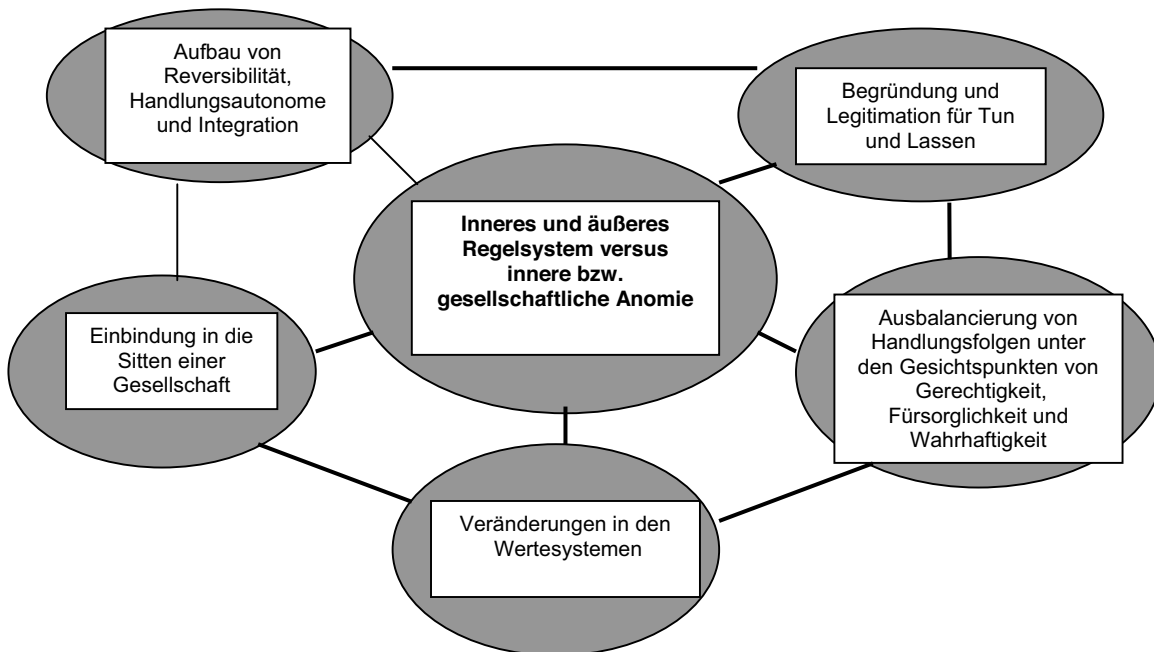 Aufbau von
Reversibilität,
Handlungsautonome
und Integration
Begründung und
Legitimation für Tun
und Lassen
Inneres und äußeres
Regelsystem versus
innere bzw.
gesellschaftliche Anomie
Einbindung in die
Sitten einer
Gesellschaft
Ausbalancierung von
Handlungsfolgen unter
den Gesichtspunkten von
Gerechtigkeit,
Fürsorglichkeit und
Wahrhaftigkeit
Veränderungen in den
Wertesystemen